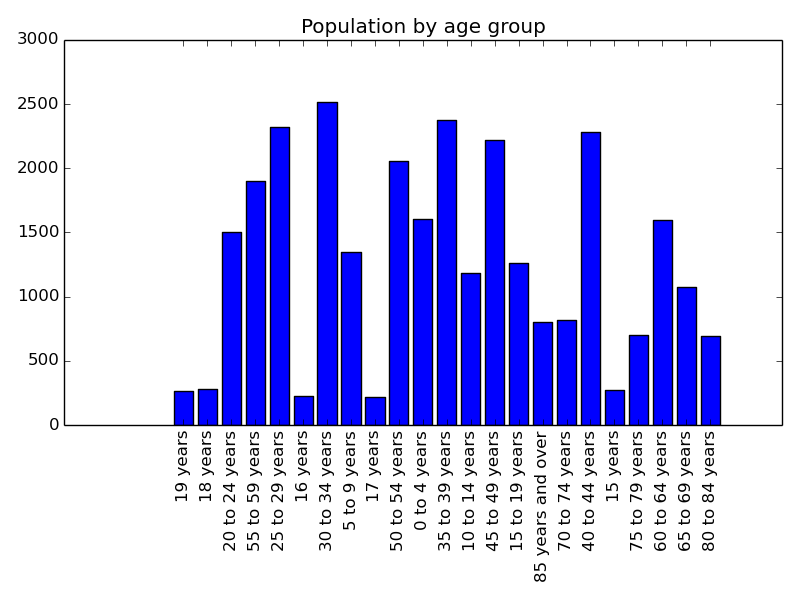 Population by age group
3000
2500
2000
1500
1000
500
0
19 years
18 years
20 to 24 years
55 to 59 years
25 to 29 years
16 years
30 to 34 years
5 to 9 years
17 years
50 to 54 years
0 to 4 years
35 to 39 years
10 to 14 years
45 to 49 years
15 to 19 years
85 years and over
70 to 74 years
40 to 44 years
15 years
75 to 79 years
60 to 64 years
65 to 69 years
80 to 84 years